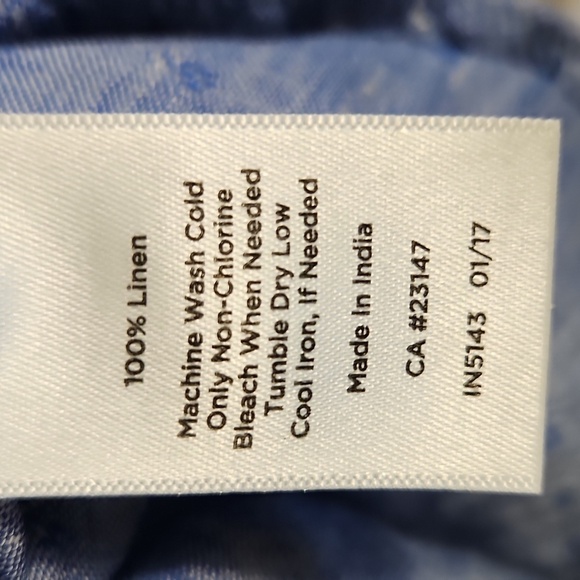 100% Linen
Machine Wash Cold
Only Non-Chlorine
Bleach When Needed
Tumble Dry Low
Cool Iron, If Needed
Made In India
CA #23147
IN5143 01/17